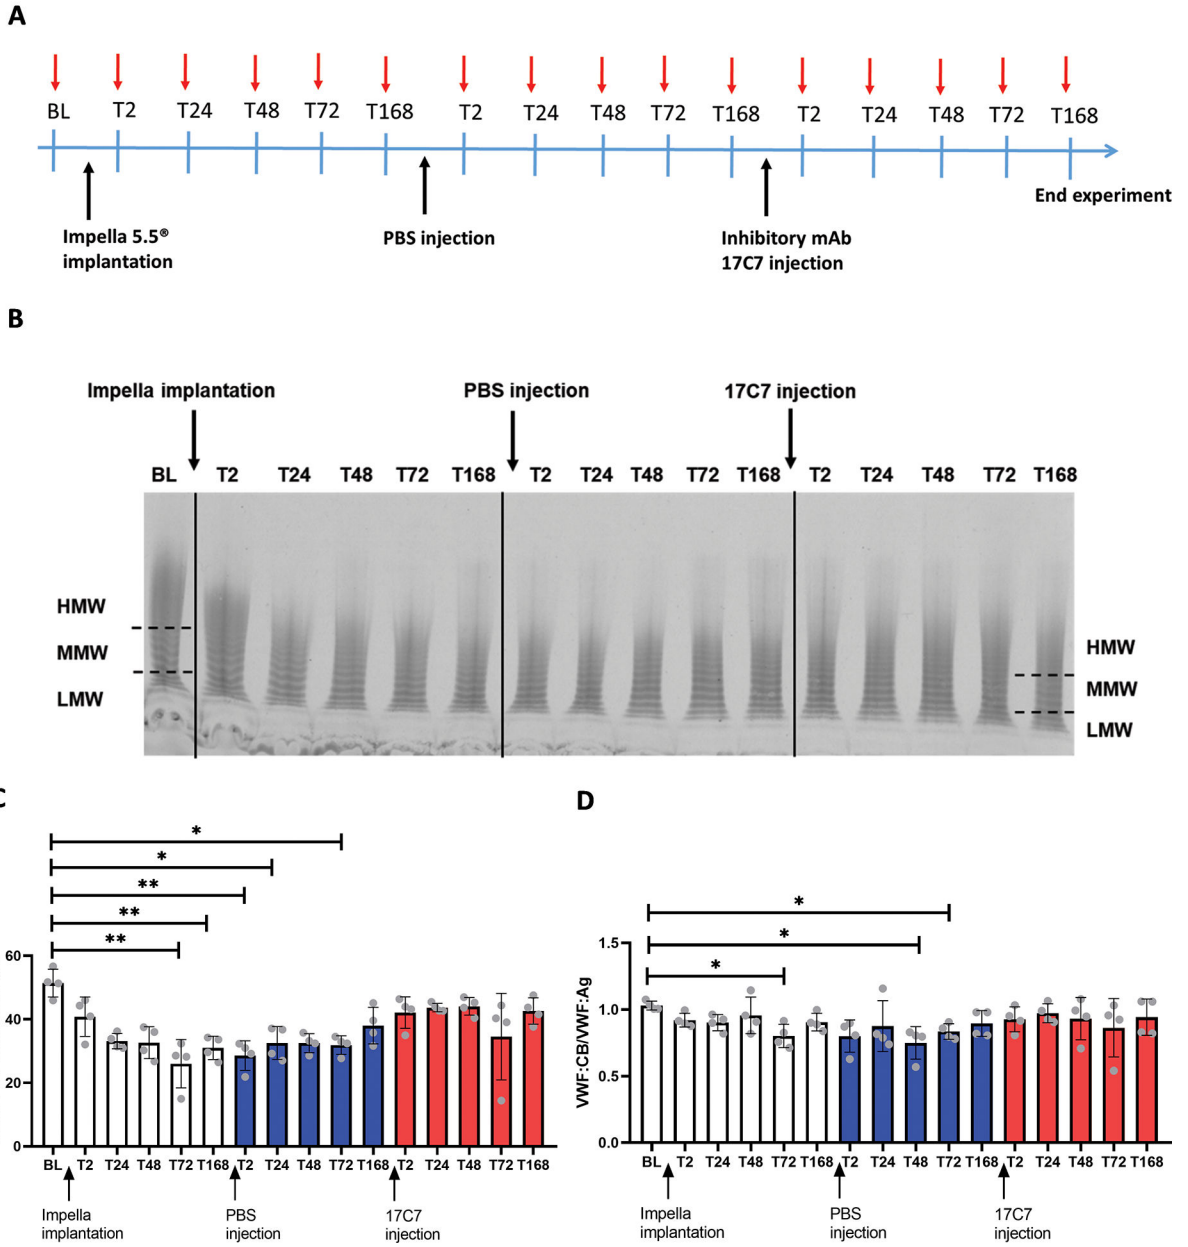 A
BL T2 T24 T48 T72 T168 T2 T24 T48 T72 T168 T2 T24 T48 T72 T168
End experiment
Impella 5.5®
implantation
PBS injection
Inhibitory mAb
17C7 injection
B
Impella implantation PBS injection 17C7 injection
BL T2 T24 T48 T72 T168 T2 T24 T48 T72 T168 T2 T24 T48 T72 T168
HMW
MMW
LMW
HMW
MMW
LMW
C
*
*
**
**
**
60
40
20
0
BL T2 T24 T48 T72 T168 T2 T24 T48 T72 T168 T2 T24 T48 T72 T168
Impella
implantation
PBS
injection
17C7
injection
D
*
*
*
VWF:CB/VWF:Ag
1.5
1.0
0.5
0.0
BL T2 T24 T48 T72 T168 T2 T24 T48 T72 T168 T2 T24 T48 T72 T168
Impella
implantation
PBS
injection
17C7
injection